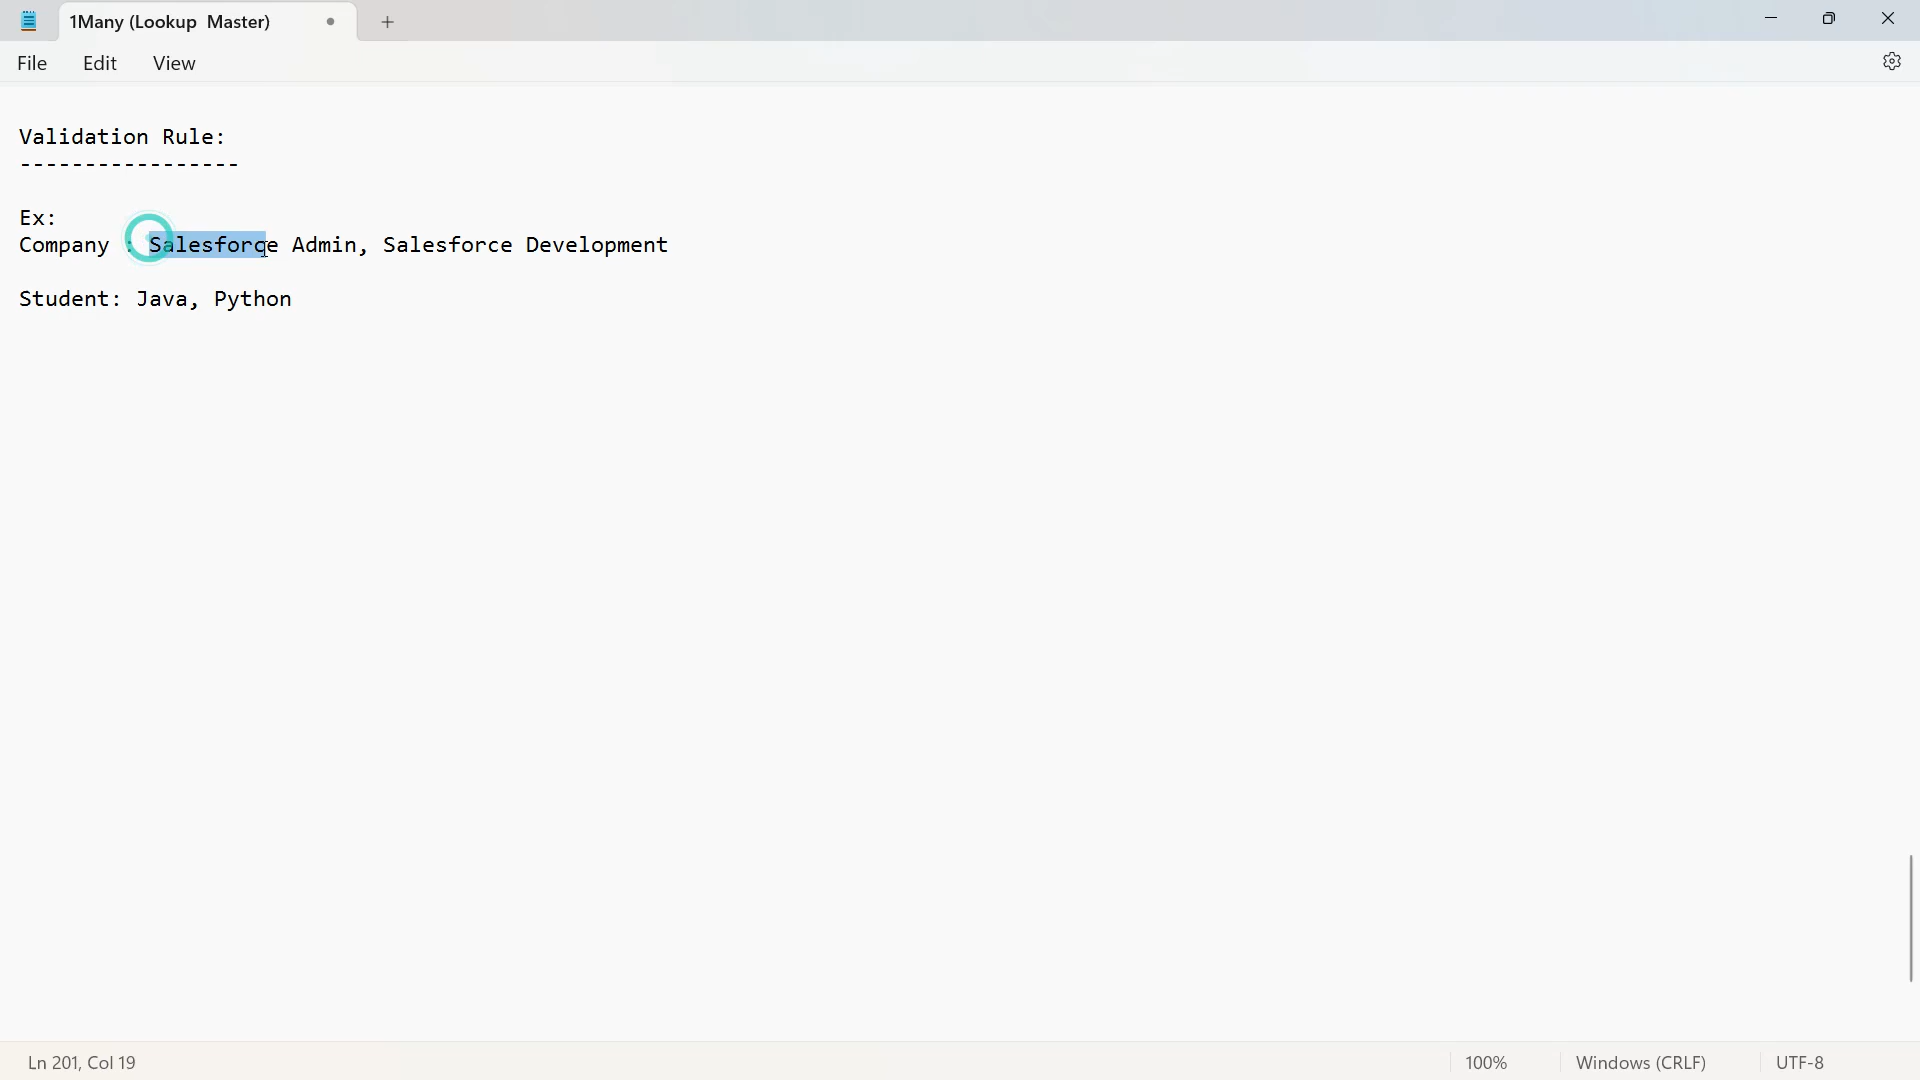 1Many (Lookup  Master)
File Edit View
Validation Rule:
-----------------
Ex:
Company : Salesforce Admin, Salesforce Development
Student: Java, Python
Ln 201, Col 19
100%
Windows (CRLF)
UTF-8